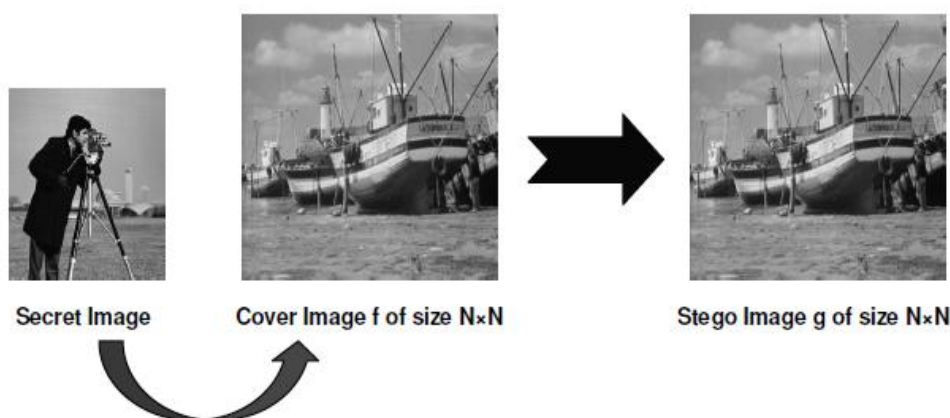 Secret Image
Cover Image f of size N×N
Stego Image g of size N×N